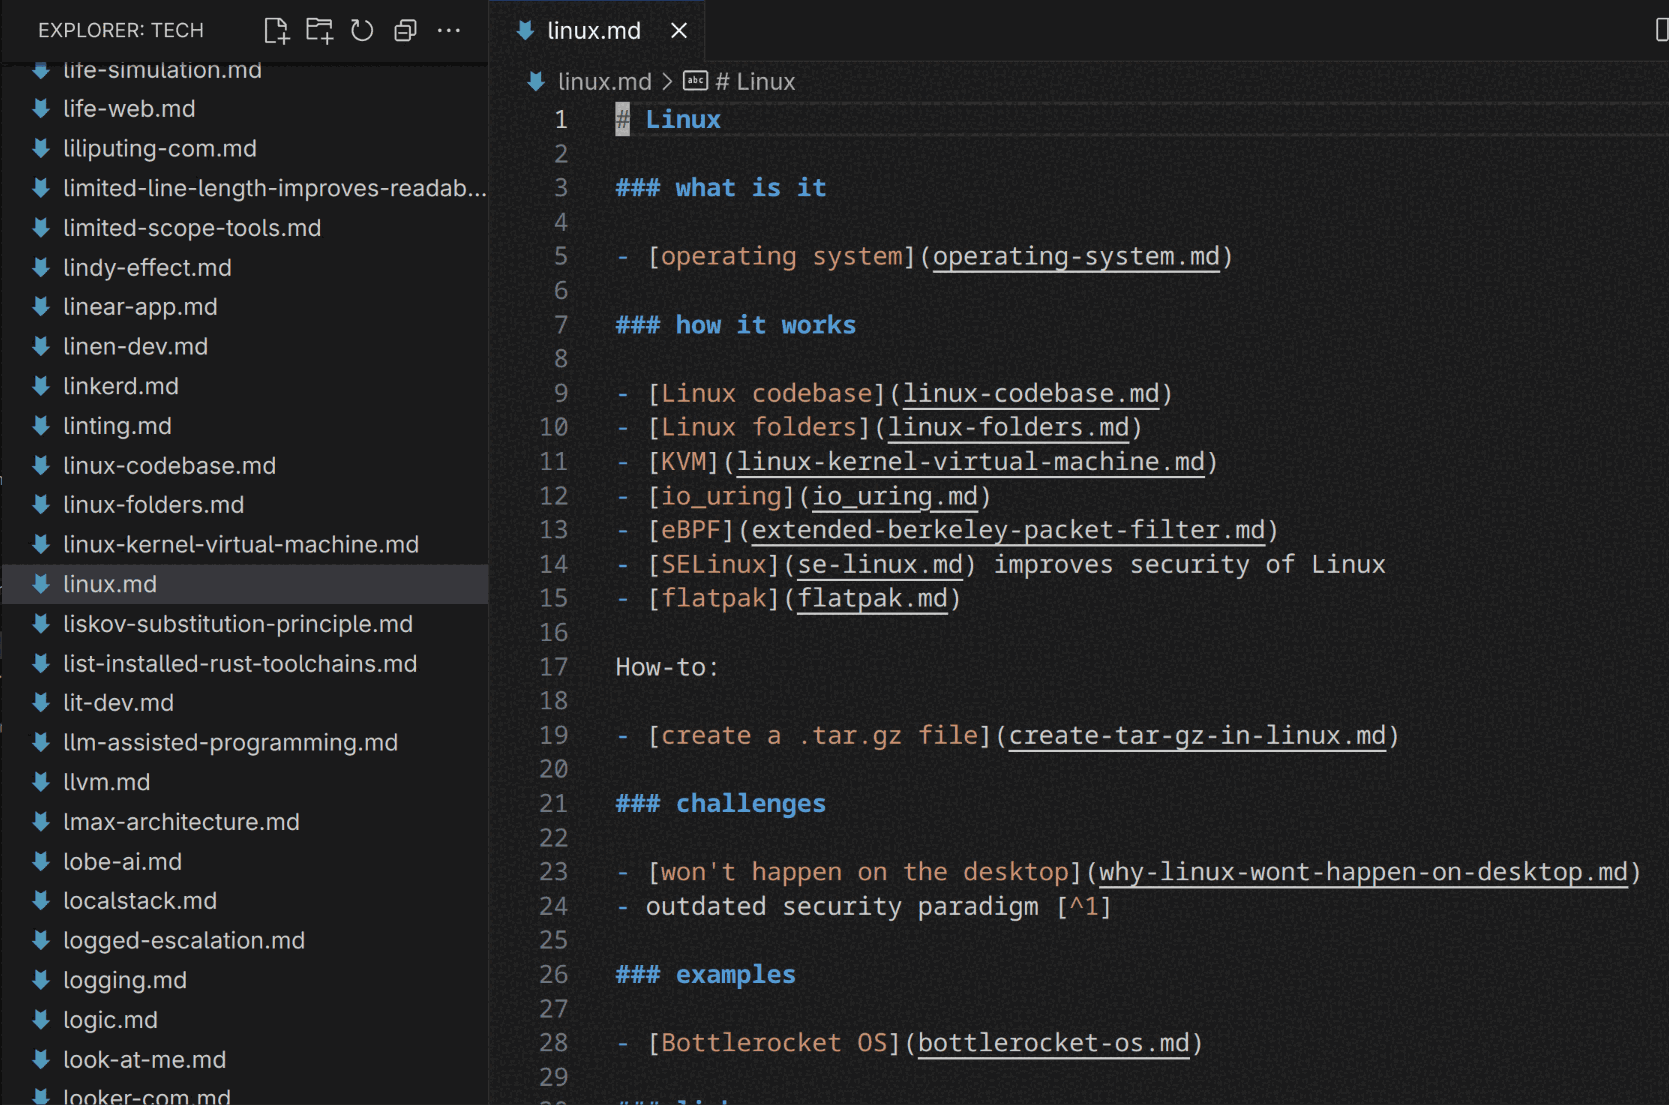 EXPLORER: TECH
life-simulation.md
life-web.md
liliputing-com.md
limited-line-length-improves-readab...
limited-scope-tools.md
lindy-effect.md
linear-app.md
linen-dev.md
linkerd.md
linting.md
linux-codebase.md
linux-folders.md
linux-kernel-virtual-machine.md
linux.md
liskov-substitution-principle.md
list-installed-rust-toolchains.md
lit-dev.md
llm-assisted-programming.md
llvm.md
lmax-architecture.md
lobe-ai.md
localstack.md
logged-escalation.md
logging.md
logic.md
look-at-me.md
looker-com.md
linux.md
linux.md > abc # Linux
1 # Linux
2
3 ### what is it
4
5 - [operating system](operating-system.md)
6
7 ### how it works
8
9 - [Linux codebase](linux-codebase.md)
10 - [Linux folders](linux-folders.md)
11 - [KVM](linux-kernel-virtual-machine.md)
12 - [io_uring](io_uring.md)
13 - [eBPF](extended-berkeley-packet-filter.md)
14 - [SELinux](se-linux.md) improves security of Linux
15 - [flatpak](flatpak.md)
16
17 How-to:
18
19 - [create a .tar.gz file](create-tar-gz-in-linux.md)
20
21 ### challenges
22
23 - [won't happen on the desktop](why-linux-wont-happen-on-desktop.md)
24 - outdated security paradigm [^1]
25
26 ### examples
27
28 - [Bottlerocket OS](bottlerocket-os.md)
29